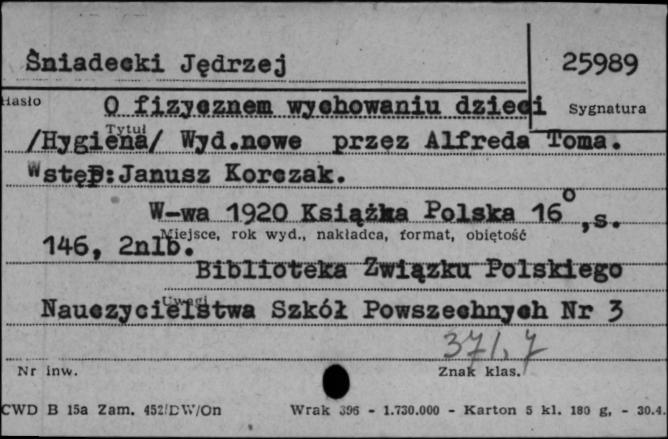 Śniadecki Jędrzej
25989
Hasło
O fizycznem wychowaniu dzieci
Sygnatura
Tytuł
/Hygiena/ Wyd.nowe przez Alfreda Toma.
Wstęp:Janusz Korczak.
W-wa 1920 Książka Polska 16°,s.
Miejsce, rok wyd., nakładca, format, objętość
146, 2nlb.
Biblioteka Związku Polskiego
Uwagi
Nauczycielstwa Szkół Powszechnych Nr 3
371.7
Nr inw.
Znak klas.
CWD B 15a Zam. 452/DW/On Wrak 396 - 1.730.000 - Karton 5 kl. 180 g, - 30.4.